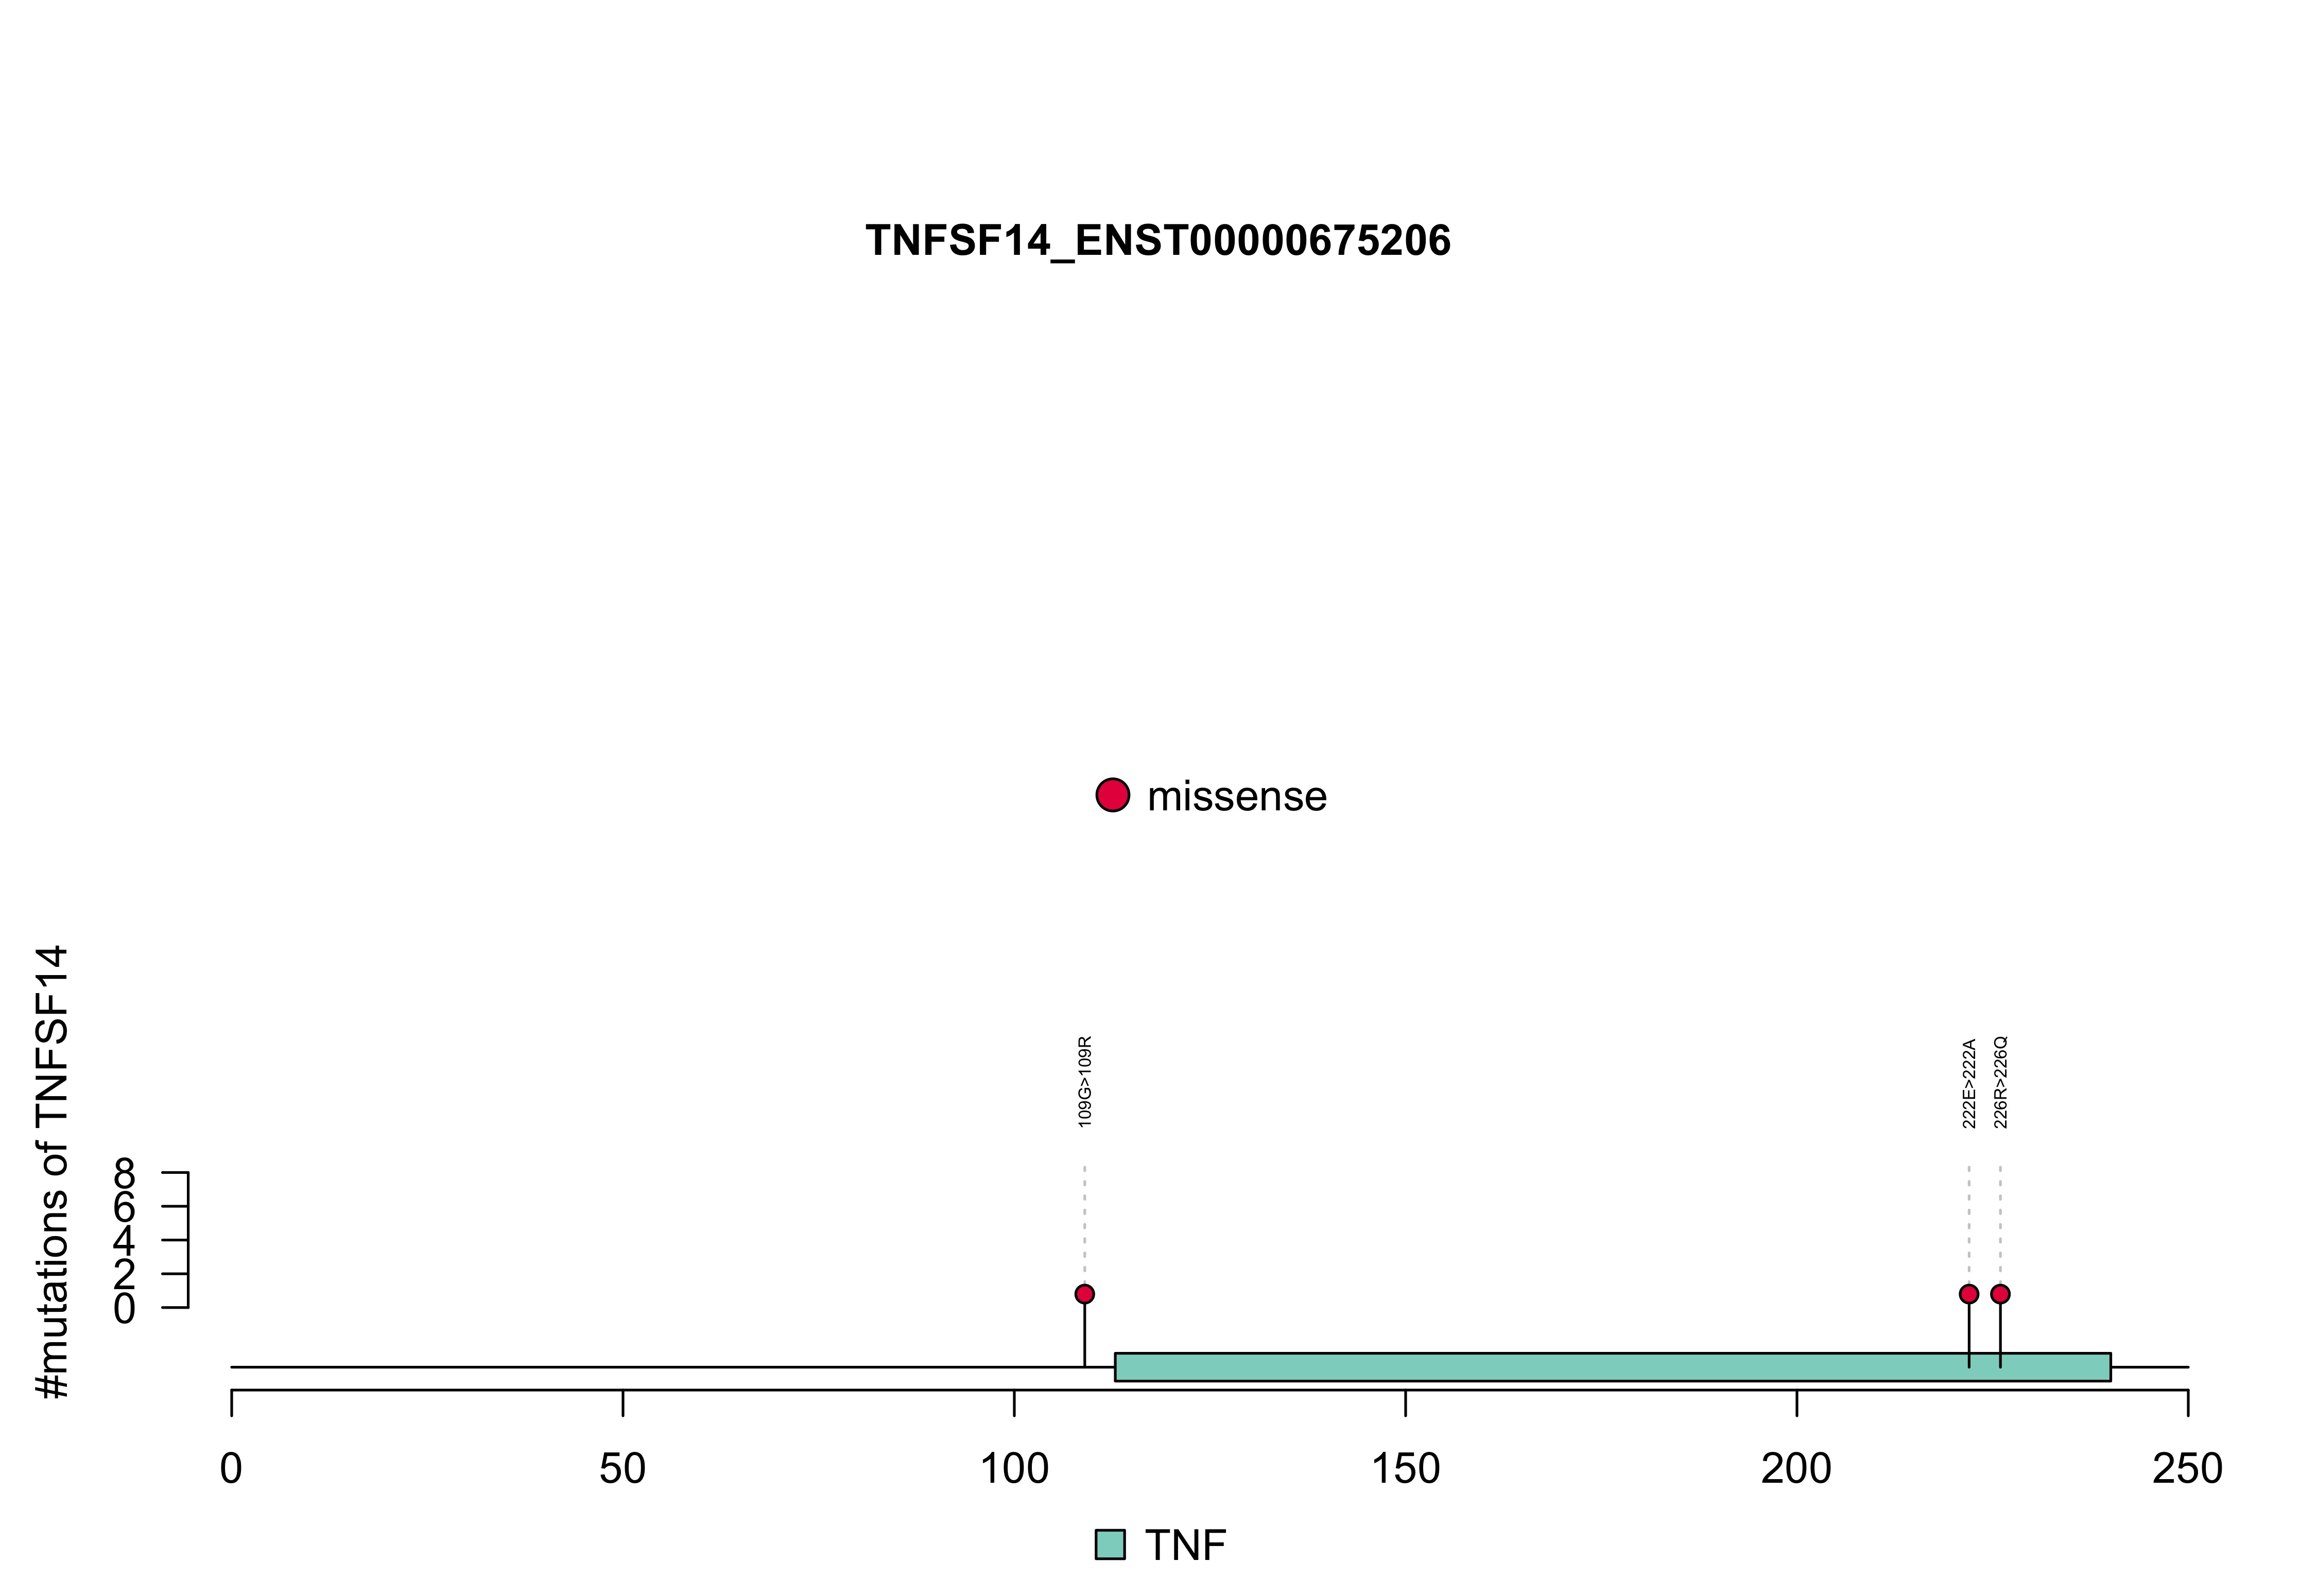 TNFSF14_ENST00000675206
missense
#mutations of TNFSF14
109G>109R
222E>222A
226R>226Q
8
6
4
2
0
0 50 100 150 200 250
TNF